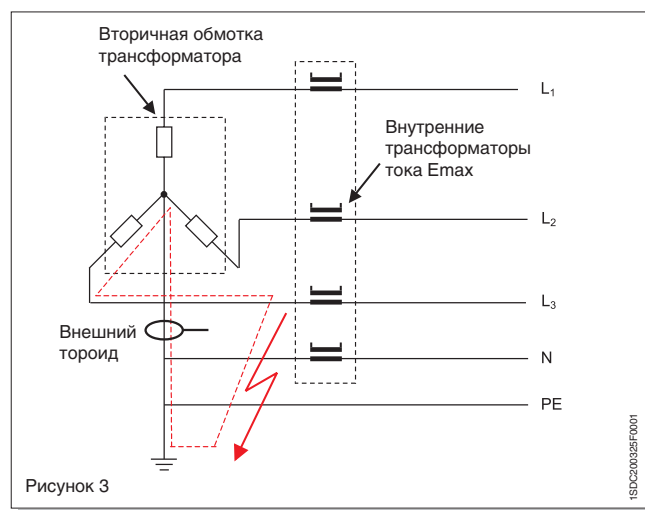 Вторичная обмотка
трансформатора
L1
Внутренние
трансформаторы
тока Emax
L2
L3
Внешний
тороид
N
PE
1SDC200325F0001
Рисунок 3